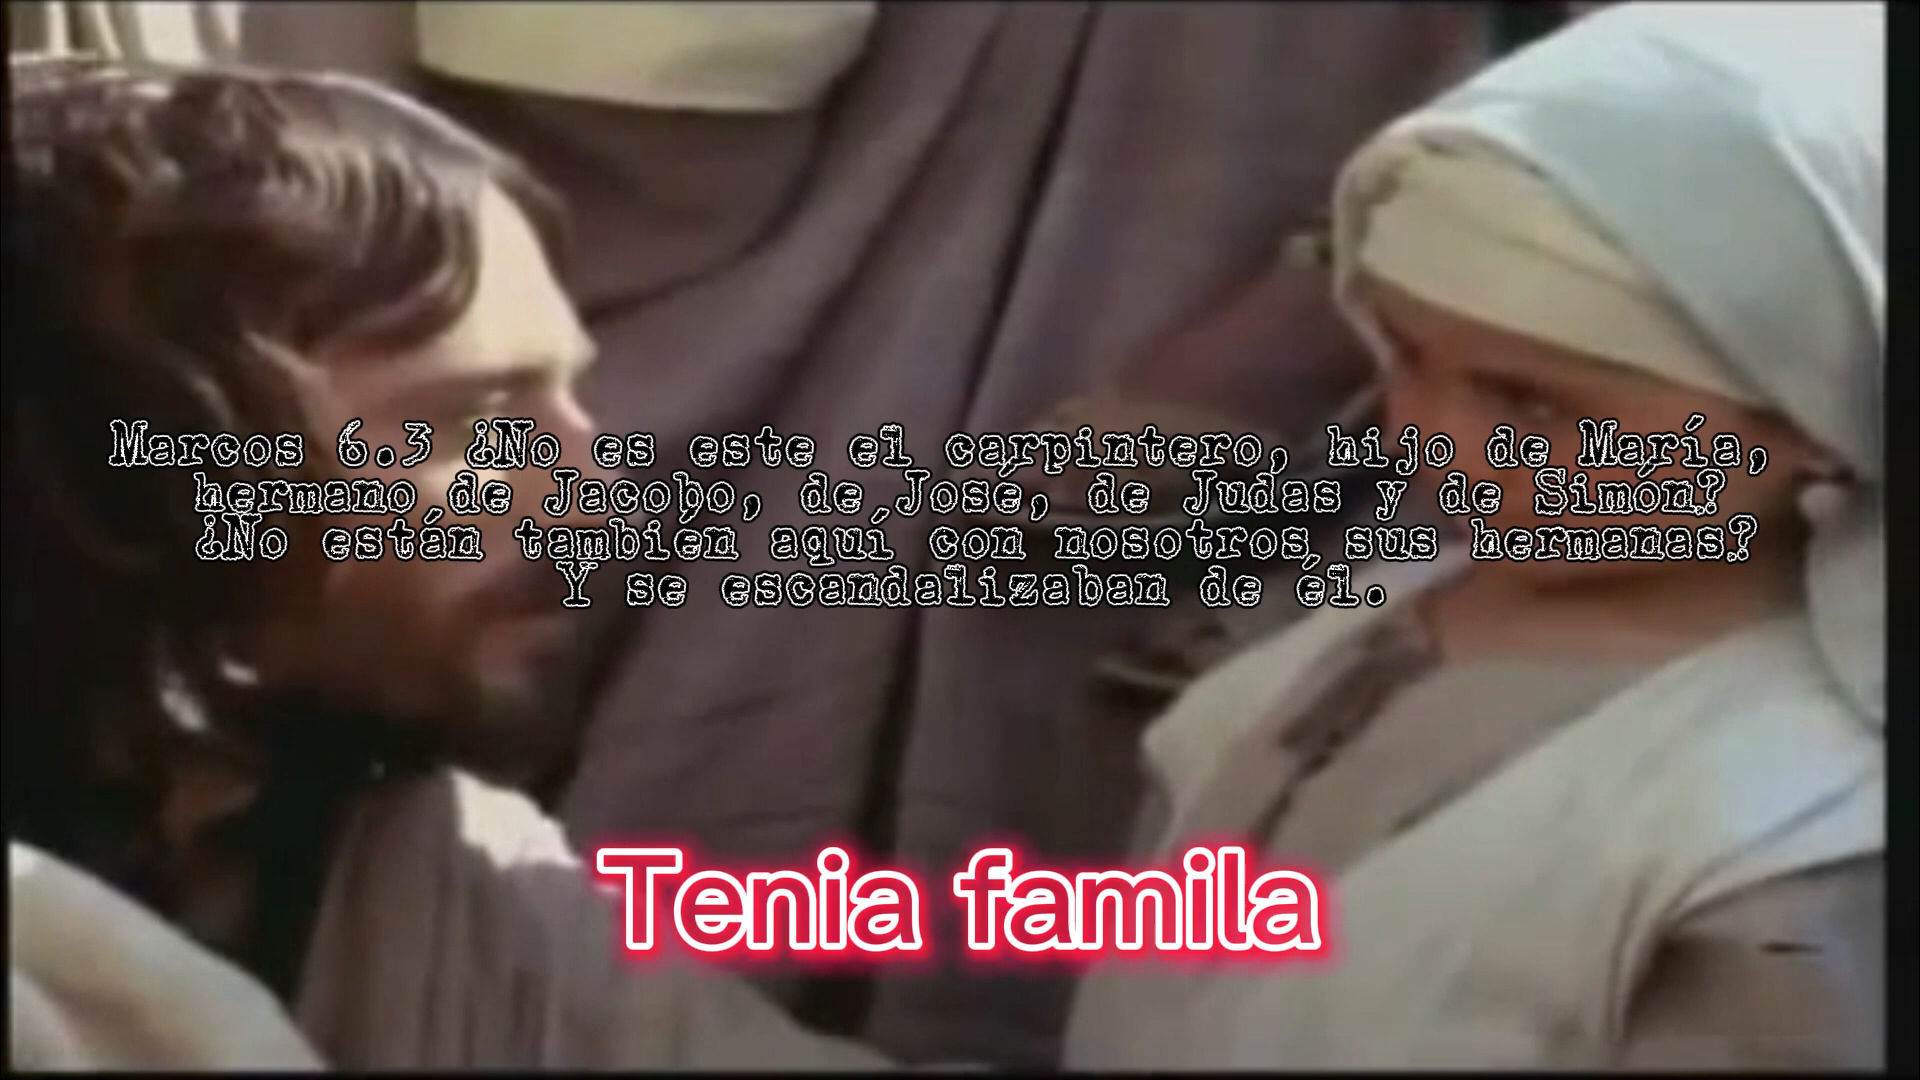 Marcos 6.3 ¿No es este el carpintero, hijo de María,
hermano de Jacobo, de José, de Judas y de Simón?
¿No están también aquí con nosotros sus hermanas?
Y se escandalizaban de él.
Tenia famila